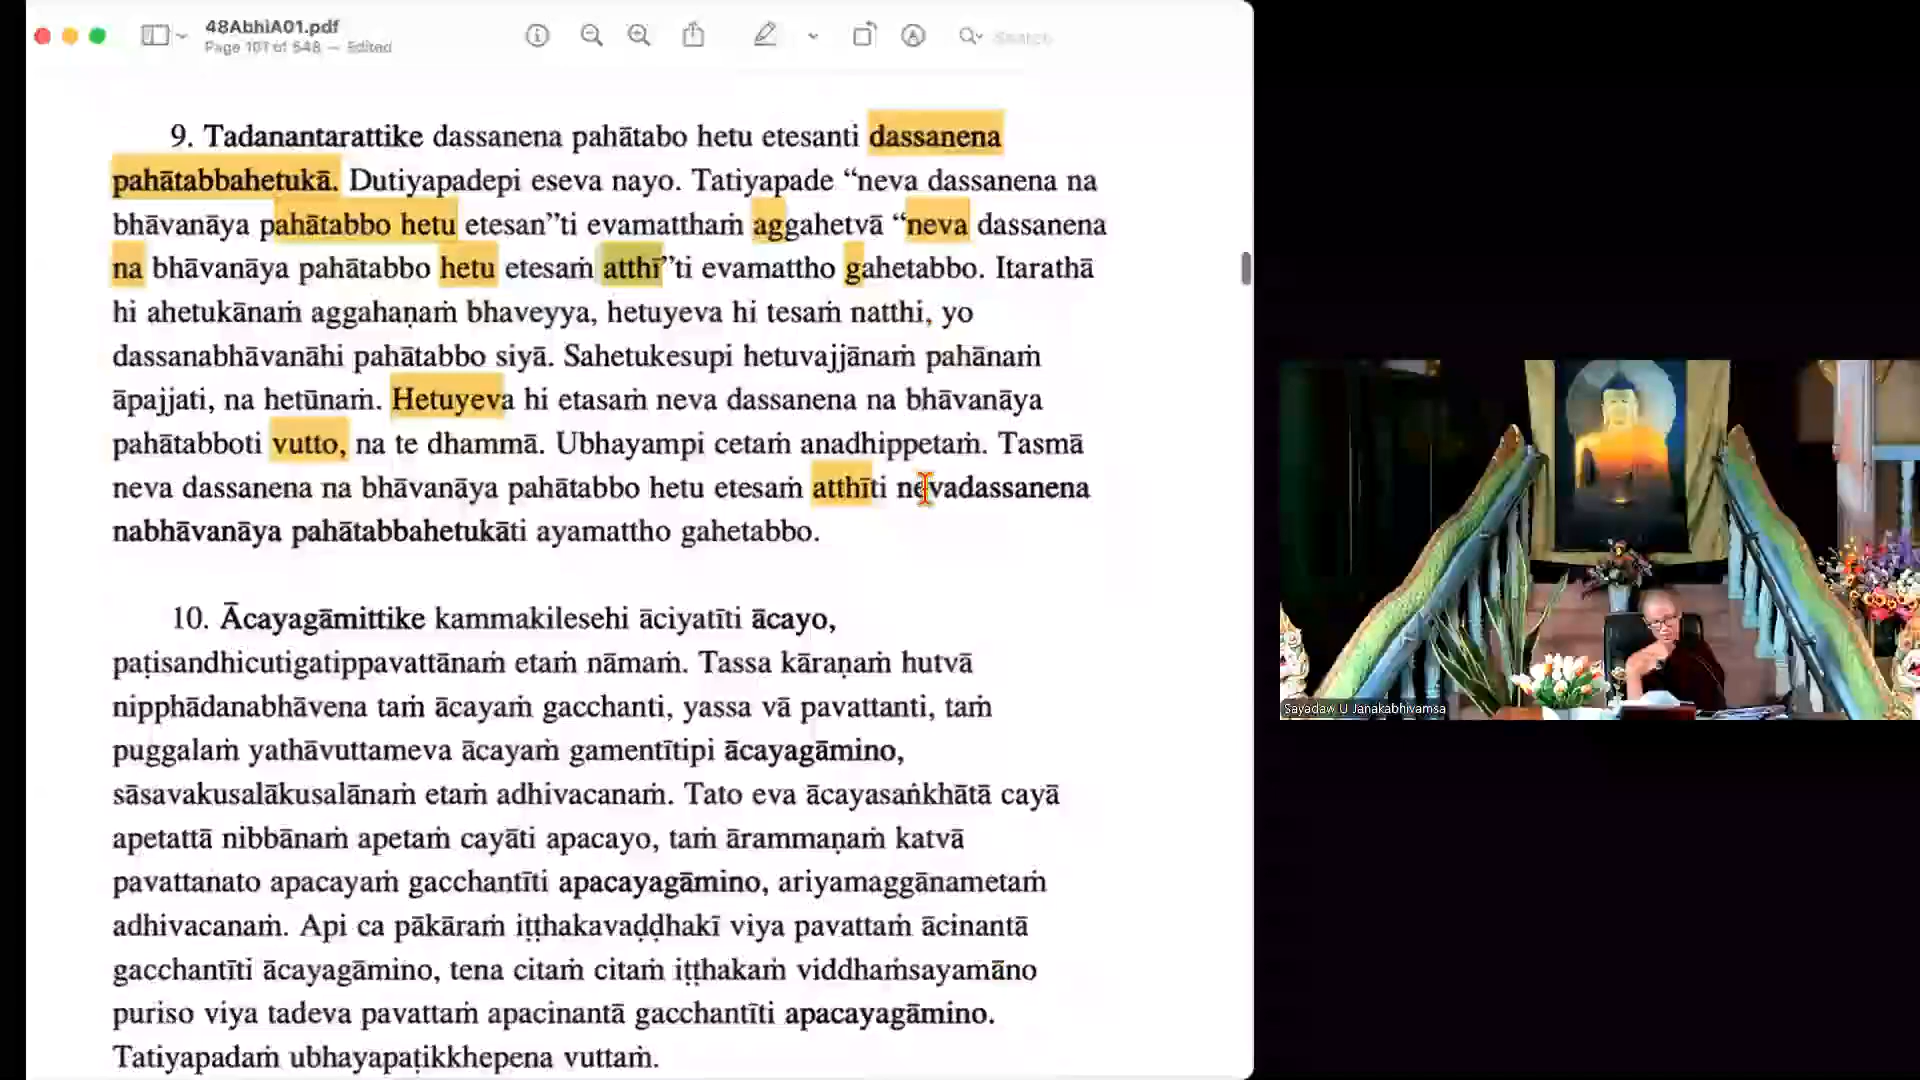 48AbhiA01.pdf
Page 101 of 548 — Edited
Search
9. Tadanantarattike dassanena pahātabo hetu etesanti dassanena
pahātabbahetukā. Dutiyapadepi eseva nayo. Tatiyapade “neva dassanena na
bhāvanāya pahātabbo hetu etesan”ti evamatthaṁ aggahetvā “neva dassanena
na bhāvanāya pahātabbo hetu etesaṁ atthī”ti evamattho gahetabbo. Itarathā
hi ahetukānaṁ aggahaṇaṁ bhaveyya, hetuyeva hi tesaṁ natthi, yo
dassanabhāvanāhi pahātabbo siyā. Sahetukesupi hetuvajjānaṁ pahānaṁ
āpajjati, na hetūnaṁ. Hetuyeva hi etasaṁ neva dassanena na bhāvanāya
pahātabboti vutto, na te dhammā. Ubhayampi cetaṁ anadhippetaṁ. Tasmā
neva dassanena na bhāvanāya pahātabbo hetu etesaṁ atthīti nevadassanena
nabhāvanāya pahātabbahetukāti ayamattho gahetabbo.
10. Ācayagāmittike kammakilesehi āciyatīti ācayo,
paṭisandhicutigatippavattānaṁ etaṁ nāmaṁ. Tassa kāraṇaṁ hutvā
nipphādanabhāvena taṁ ācayaṁ gacchanti, yassa vā pavattanti, taṁ
puggalaṁ yathāvuttameva ācayaṁ gamentītipi ācayagāmino,
sāsavakusalākusalānaṁ etaṁ adhivacanaṁ. Tato eva ācayasaṅkhātā cayā
apetattā nibbānaṁ apetaṁ cayāti apacayo, taṁ ārammaṇaṁ katvā
pavattanato apacayaṁ gacchantīti apacayagāmino, ariyamaggānametaṁ
adhivacanaṁ. Api ca pākāraṁ iṭṭhakavaḍḍhakī viya pavattaṁ ācinantā
gacchantīti ācayagāmino, tena citaṁ citaṁ iṭṭhakaṁ viddhaṁsayamāno
puriso viya tadeva pavattaṁ apacinantā gacchantīti apacayagāmino.
Tatiyapadaṁ ubhayapaṭikkhepena vuttaṁ.
Sayadaw U Janakabhivamsa